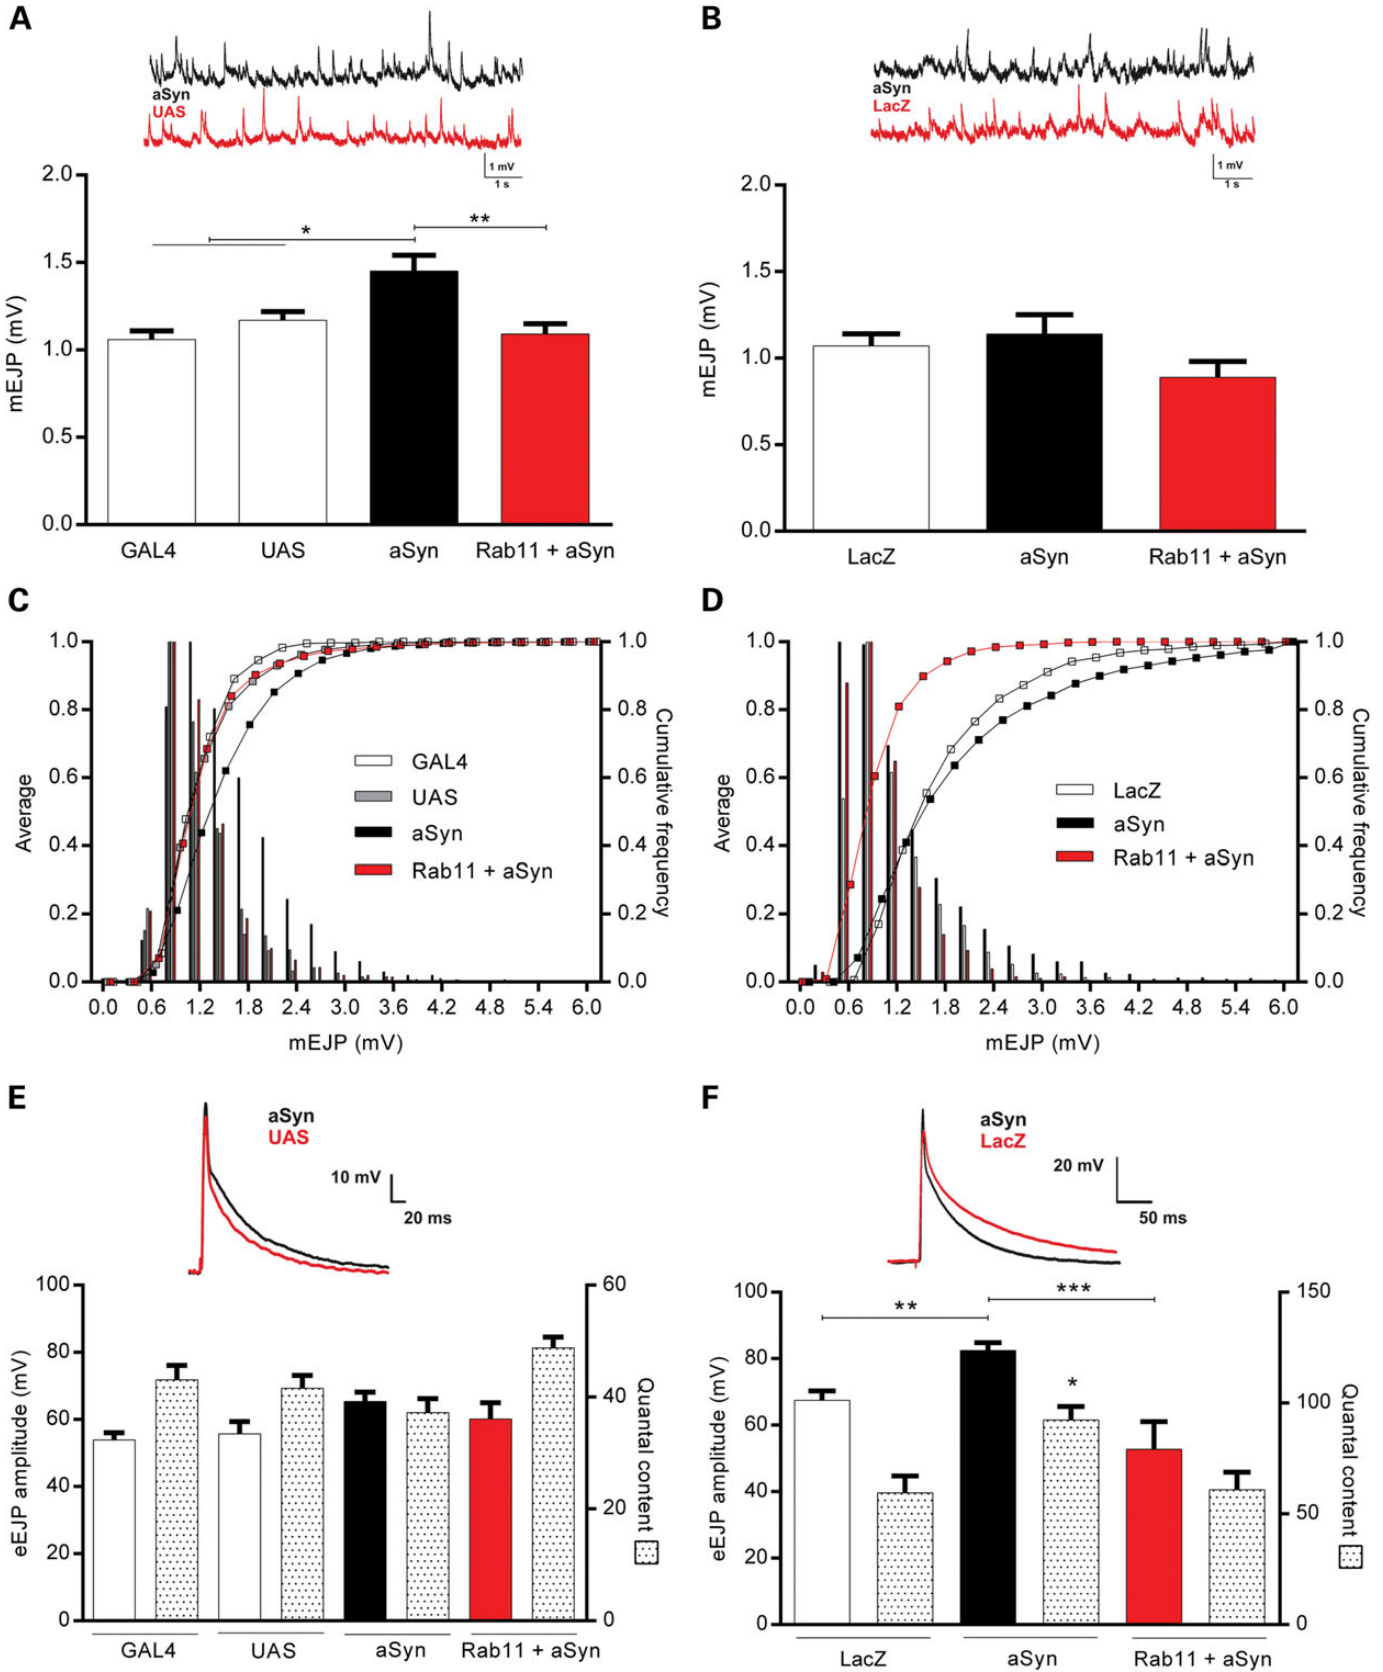 A
aSyn
UAS
1 mV
1 s
2.0
1.5
1.0
0.5
0.0
mEJP (mV)
*
**
GAL4 UAS aSyn Rab11 + aSyn
B
aSyn
LacZ
1 mV
1 s
2.0
1.5
1.0
0.5
0.0
mEJP (mV)
LacZ aSyn Rab11 + aSyn
C
1.0
0.8
0.6
0.4
0.2
0.0
Average
GAL4
UAS
aSyn
Rab11 + aSyn
1.0
0.8
0.6
0.4
0.2
0.0
Cumulative frequency
0.0 0.6 1.2 1.8 2.4 3.0 3.6 4.2 4.8 5.4 6.0
mEJP (mV)
D
1.0
0.8
0.6
0.4
0.2
0.0
Average
LacZ
aSyn
Rab11 + aSyn
1.0
0.8
0.6
0.4
0.2
0.0
Cumulative frequency
0.0 0.6 1.2 1.8 2.4 3.0 3.6 4.2 4.8 5.4 6.0
mEJP (mV)
E
aSyn
UAS
10 mV
20 ms
100
80
60
40
20
0
eEJP amplitude (mV)
60
40
20
0
Quantal content
GAL4 UAS aSyn Rab11 + aSyn
F
aSyn
LacZ
20 mV
50 ms
100
80
60
40
20
0
eEJP amplitude (mV)
**
***
*
150
100
50
0
Quantal content
LacZ aSyn Rab11 + aSyn